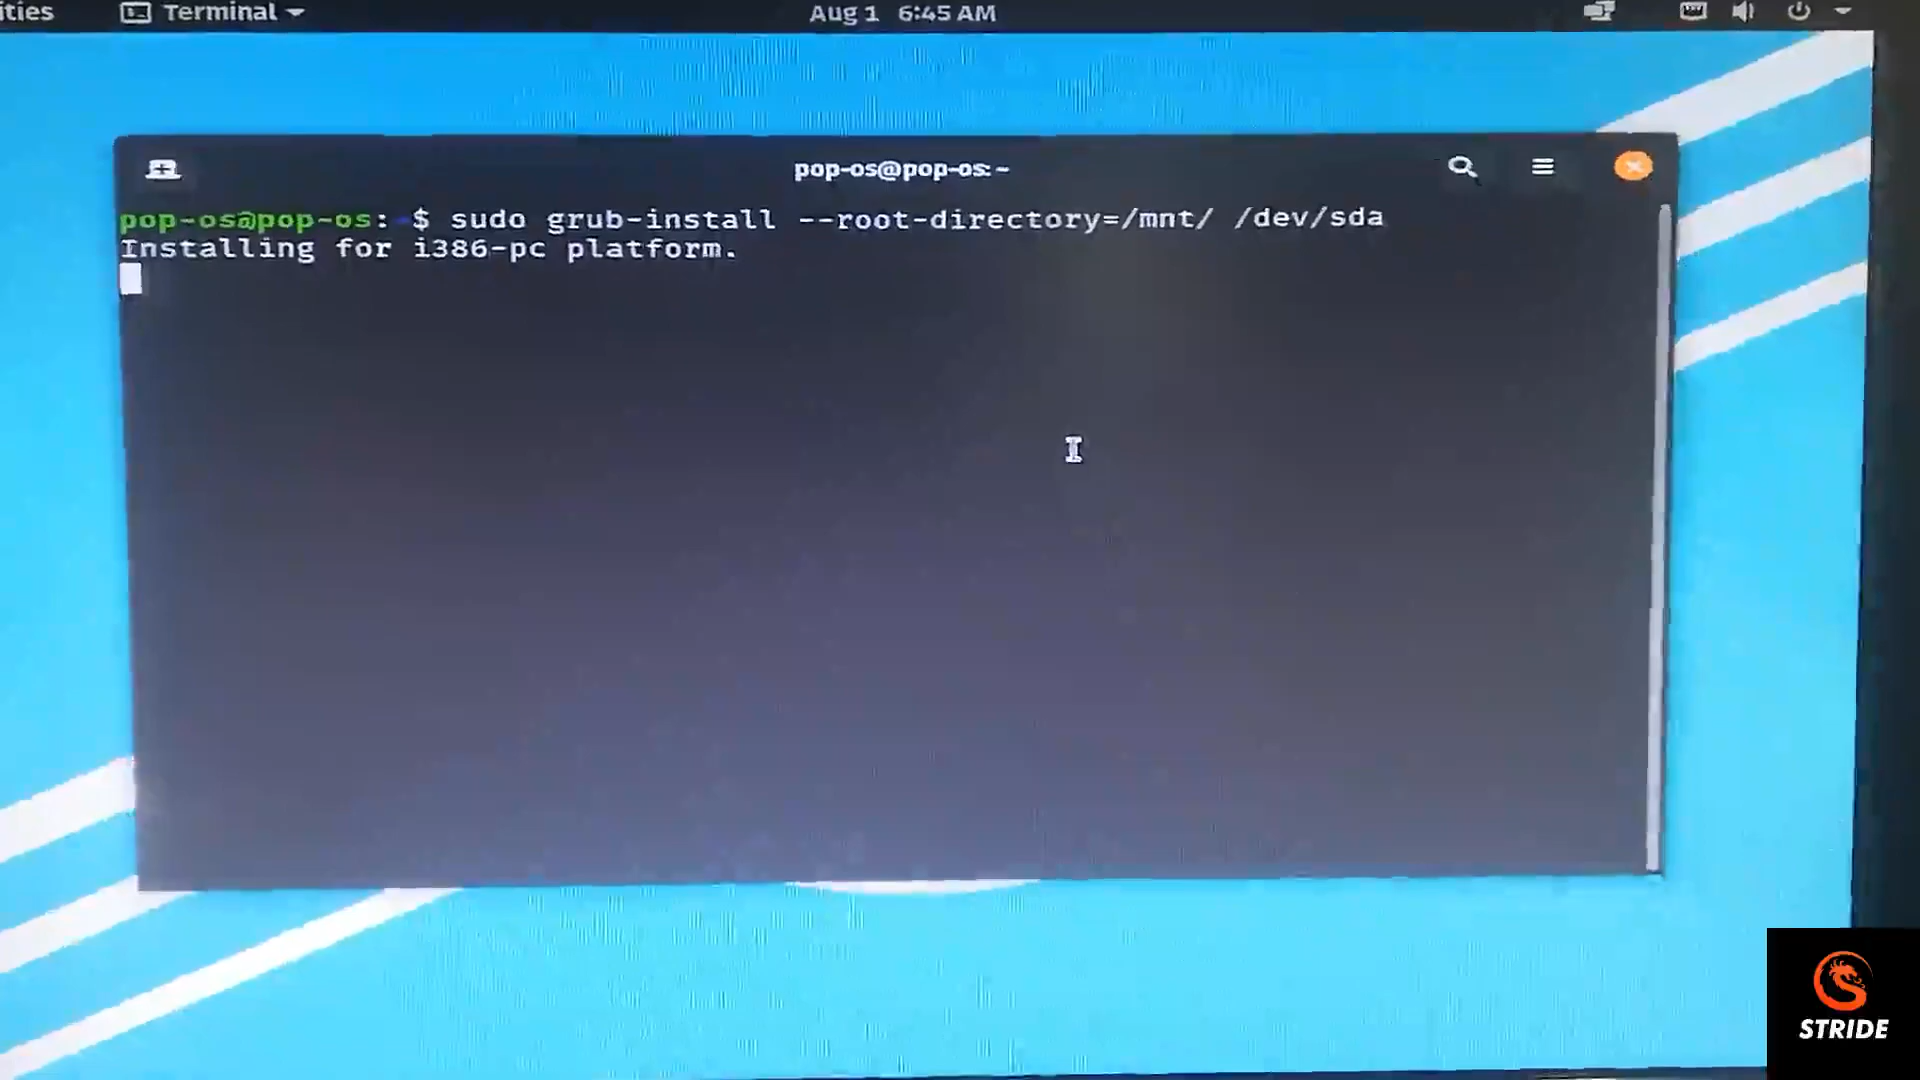 ities Terminal Aug 1 6:45 AM
pop-os@pop-os: ~
pop-os@pop-os:~$ sudo grub-install --root-directory=/mnt/ /dev/sda
Installing for i386-pc platform.
STRIDE